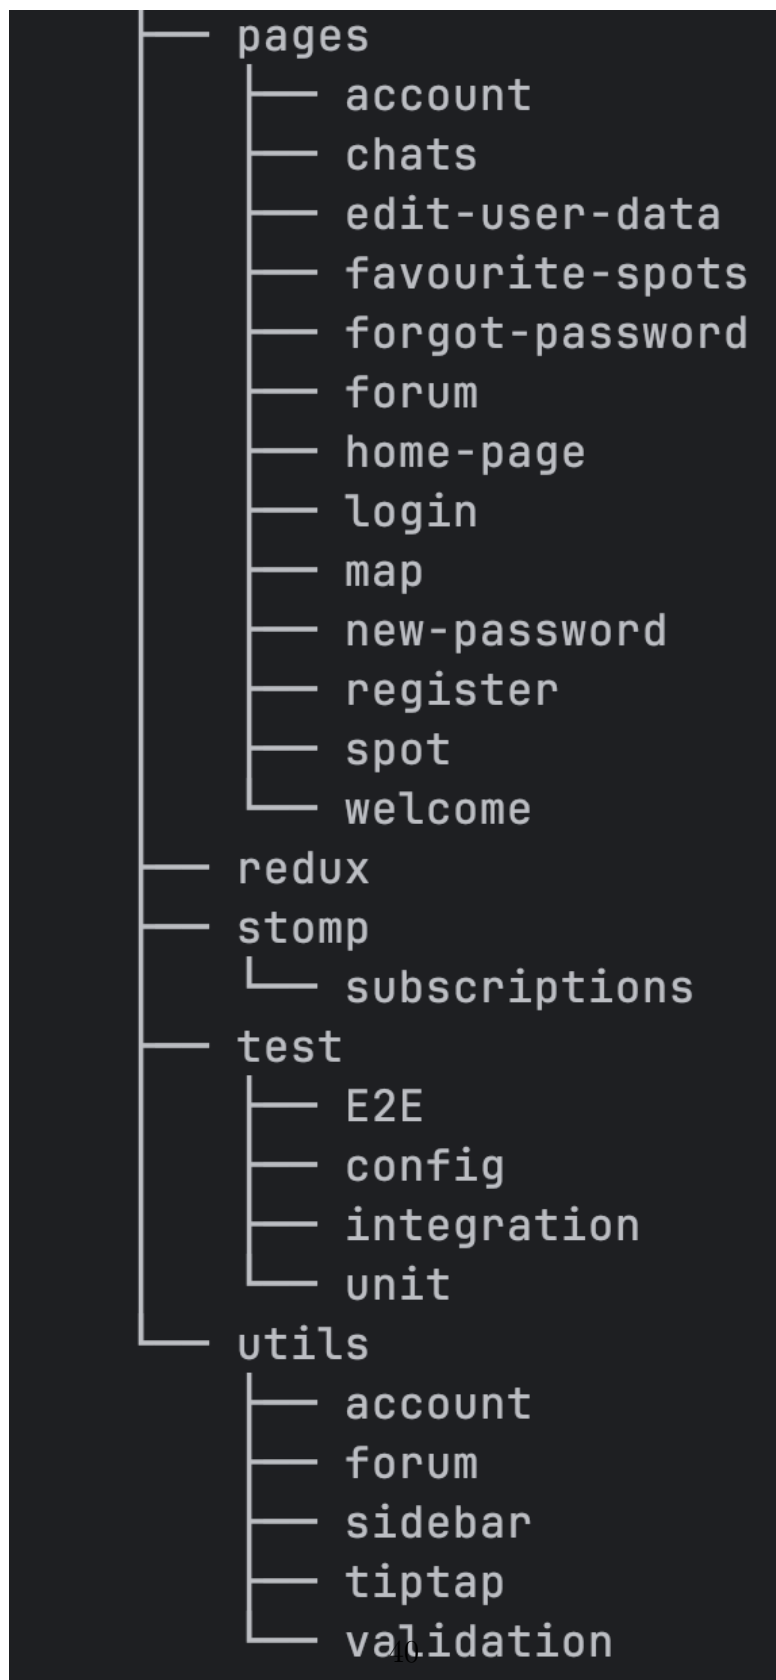 pages
account
chats
edit-user-data
favourite-spots
forgot-password
forum
home-page
login
map
new-password
register
spot
welcome
redux
stomp
subscriptions
test
E2E
config
integration
unit
utils
account
forum
sidebar
tiptap
validation
40